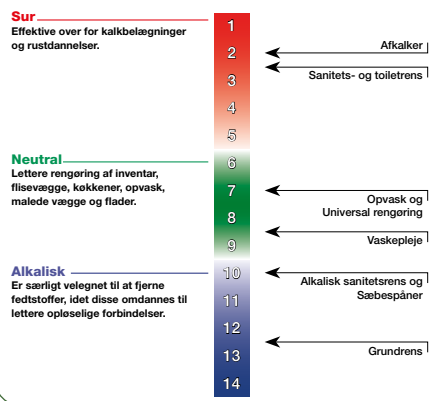 Sur
Effektive over for kalkbelægninger
og rustdannelser.
Neutral
Lettere rengøring af inventar,
flisevægge, køkkener, opvask,
malede vægge og flader.
Alkalisk
Er særligt velegnet til at fjerne
fedtstoffer, idet disse omdannes til
lettere opløselige forbindelser.
1
2
3
4
5
6
7
8
9
10
11
12
13
14
Afkalker
Sanitets- og toiletrens
Opvask og
Universal rengøring
Vaskepleje
Alkalisk sanitetsrens og
Sæbespåner
Grundrens